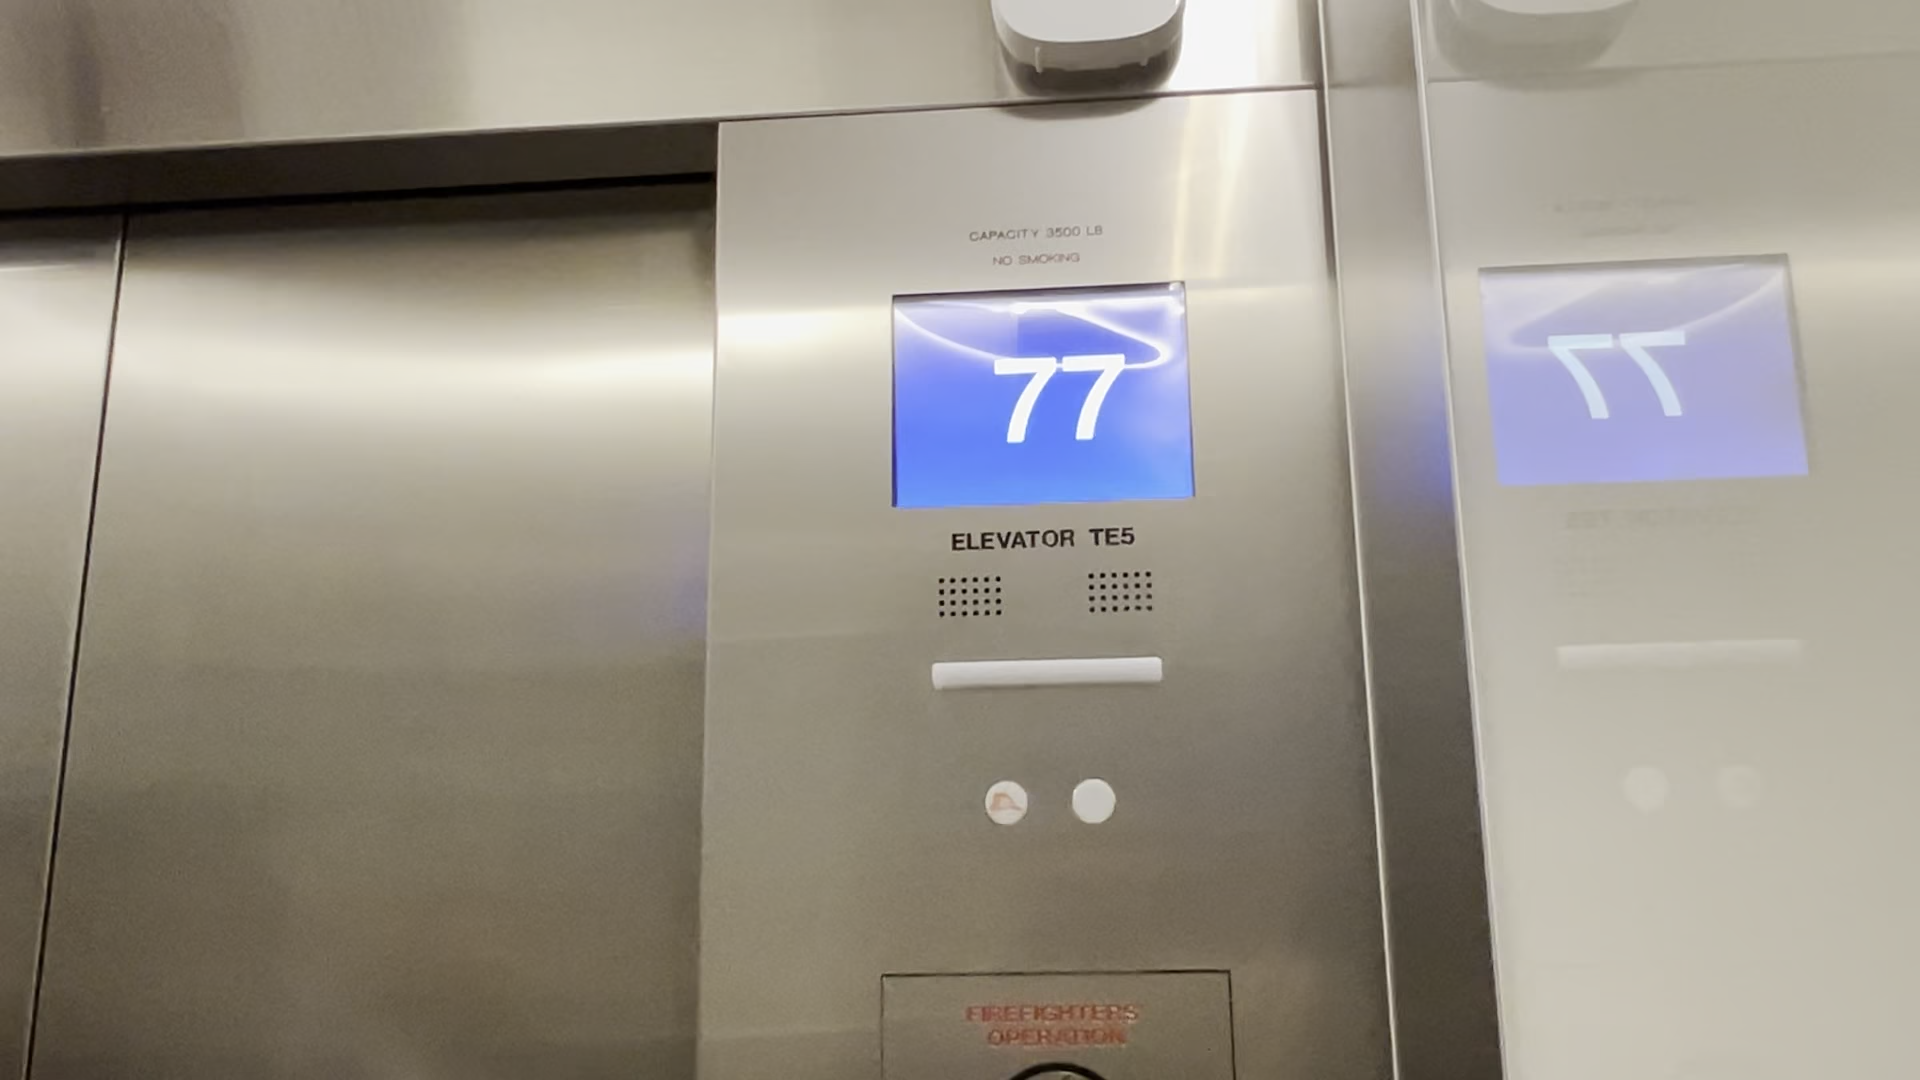 CAPACITY 3500 LB
NO SMOKING
77
ELEVATOR TE5
FIREFIGHTERS'
OPERATION